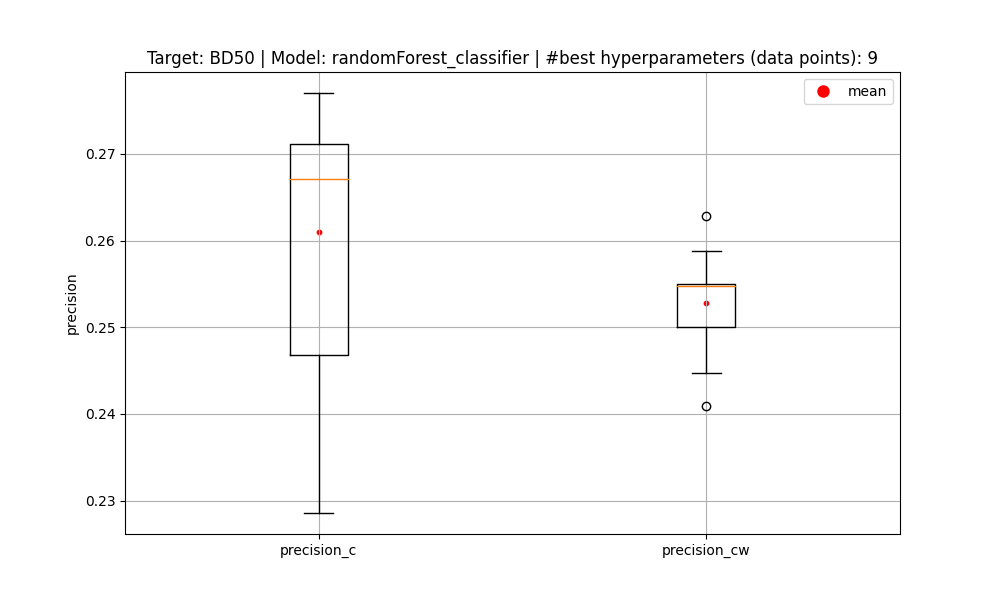 Target: BD50 | Model: randomForest_classifier | #best hyperparameters (data points): 9
mean
0.27
0.26
0.25
0.24
0.23
precision
precision_c
precision_cw